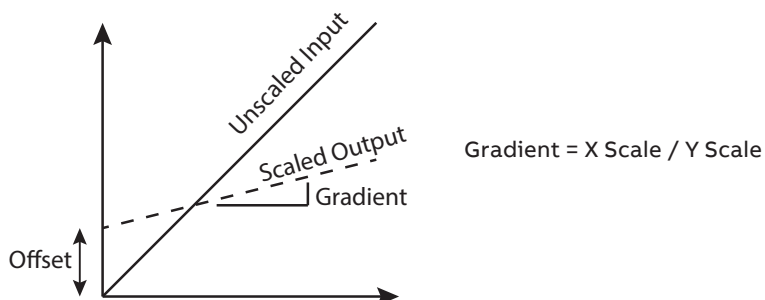 Unscaled Input
Scaled Output
Gradient = X Scale / Y Scale
Gradient
Offset